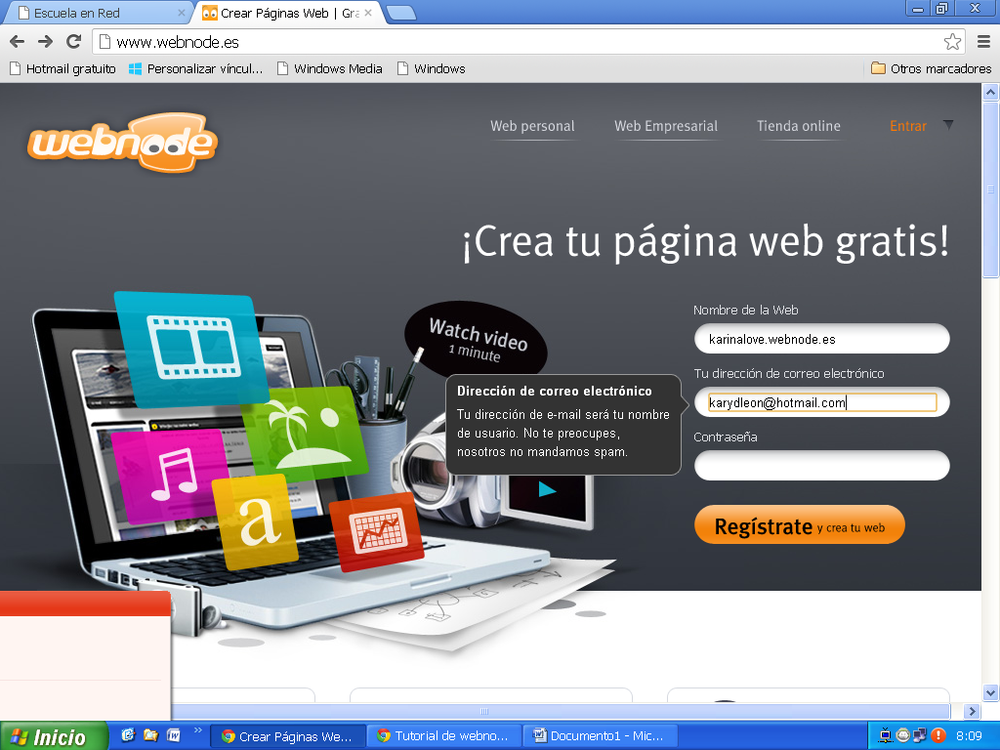 Escuela en Red
Crear Páginas Web | Gra
www.webnode.es
Hotmail gratuito
Personalizar víncul...
Windows Media
Windows
Otros marcadores
webnode
Web personal
Web Empresarial
Tienda online
Entrar
¡Crea tu página web gratis!
Watch video
1 minute
Nombre de la Web
karinalove.webnode.es
Tu dirección de correo electrónico
karydleon@hotmail.com
Dirección de correo electrónico
Tu dirección de e-mail será tu nombre
de usuario. No te preocupes,
nosotros no mandamos spam.
Contraseña
Regístrate y crea tu web
a
Inicio
Crear Páginas We...
Tutorial de webno...
Documento1 - Mic...
8:09